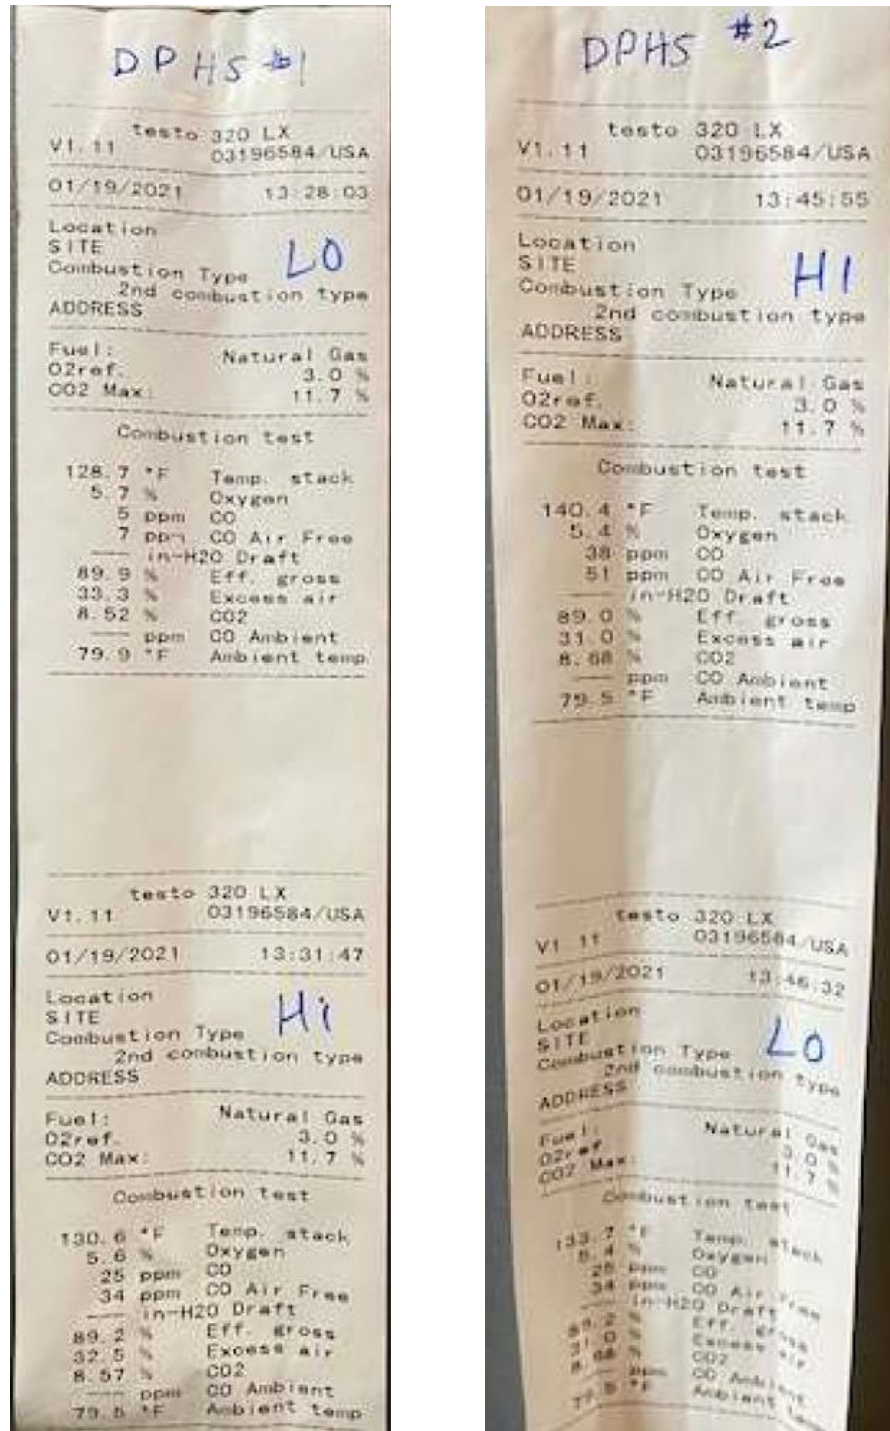 DPHS #1
testo 320 LX
V1.11 03196584/USA
01/19/2021 13:28:03
Location
SITE
LO
Combustion Type
2nd combustion type
ADDRESS
Fuel: Natural Gas
O2ref. 3.0 %
CO2 Max: 11.7 %
Combustion test
128.7 °F Temp. stack
5.7 % Oxygen
5 ppm CO
7 ppm CO Air Free
--- in-H2O Draft
89.9 % Eff. gross
33.3 % Excess air
8.52 % CO2
--- ppm CO Ambient
79.9 °F Ambient temp
testo 320 LX
V1.11 03196584/USA
01/19/2021 13:31:47
Location
SITE
Hi
Combustion Type
2nd combustion type
ADDRESS
Fuel: Natural Gas
O2ref. 3.0 %
CO2 Max: 11.7 %
Combustion test
130.6 °F Temp. stack
5.6 % Oxygen
25 ppm CO
34 ppm CO Air Free
--- in-H2O Draft
89.2 % Eff. gross
32.5 % Excess air
8.57 % CO2
--- ppm CO Ambient
79.5 °F Ambient temp
DPHS #2
testo 320 LX
V1.11 03196584/USA
01/19/2021 13:45:55
Location
SITE
HI
Combustion Type
2nd combustion type
ADDRESS
Fuel: Natural Gas
O2ref. 3.0 %
CO2 Max: 11.7 %
Combustion test
140.4 °F Temp. stack
5.4 % Oxygen
38 ppm CO
51 ppm CO Air Free
--- in-H2O Draft
89.0 % Eff. gross
31.0 % Excess air
8.68 % CO2
--- ppm CO Ambient
79.5 °F Ambient temp
testo 320 LX
V1.11 03196584/USA
01/19/2021 13:46:32
Location
SITE
LO
Combustion Type
2nd combustion type
ADDRESS
Fuel: Natural Gas
O2ref. 3.0 %
CO2 Max: 11.7 %
Combustion test
133.7 °F Temp. stack
5.4 % Oxygen
ppm CO
34 ppm CO Air Free
--- in-H2O Draft
89.2 % Eff. gross
31.0 % Excess air
8.68 % CO2
--- ppm CO Ambient
79.5 °F Ambient